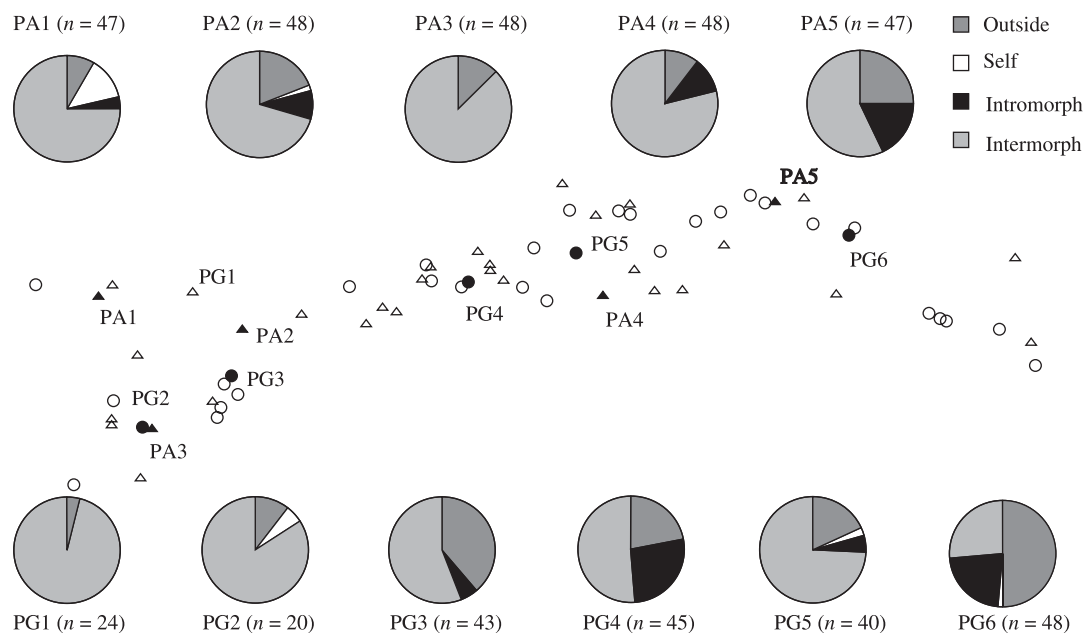 PA1 (n = 47)
PA2 (n = 48)
PA3 (n = 48)
PA4 (n = 48)
PA5 (n = 47)
Outside
Self
Intromorph
Intermorph
PA5
PG5
PG6
PG1
PA1
PG4
PA4
PA2
PG3
PG2
PA3
PG1 (n = 24)
PG2 (n = 20)
PG3 (n = 43)
PG4 (n = 45)
PG5 (n = 40)
PG6 (n = 48)